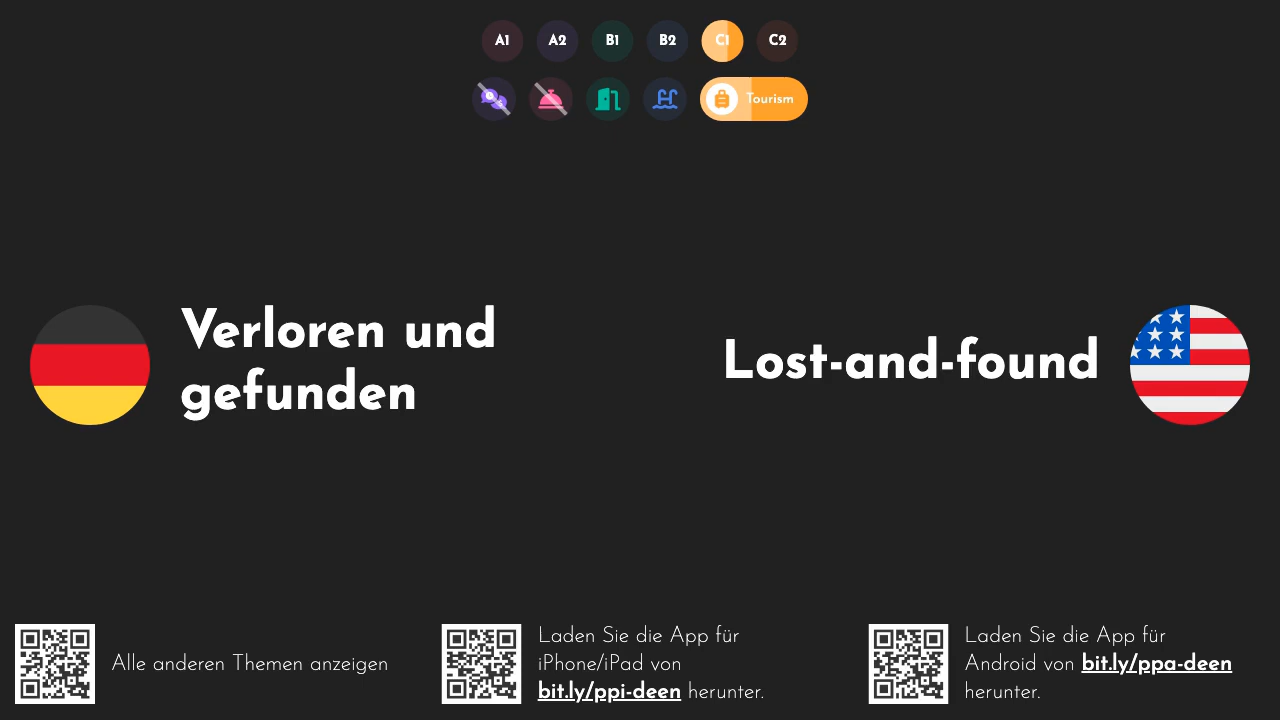 A1 A2 B1 B2 C1 C2
Tourism
Verloren und
gefunden
Lost-and-found
Alle anderen Themen anzeigen
Laden Sie die App für
iPhone/iPad von
bit.ly/ppi-deen herunter.
Laden Sie die App für
Android von bit.ly/ppa-deen
herunter.